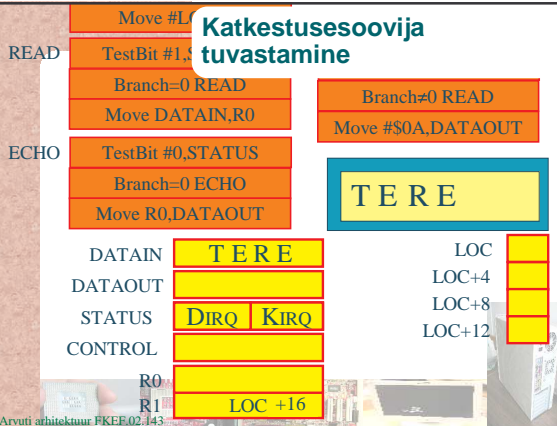 Move #L
Katkestusesoovija
tuvastamine
READ TestBit #1,S
Branch=0 READ
Move DATAIN,R0
Branch≠0 READ
Move #$0A,DATAOUT
ECHO TestBit #0,STATUS
Branch=0 ECHO
Move R0,DATAOUT
T E R E
DATAIN T E R E
DATAOUT
STATUS DIRQ KIRQ
CONTROL
R0
R1 LOC +16
LOC
LOC+4
LOC+8
LOC+12
Arvuti arhitektuur FKEF.02.143